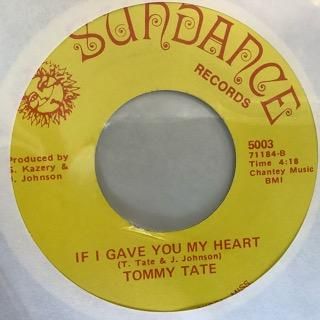 SUNDANCE
RECORDS
5003
71184-B
Time 4:18
Chantey Music
BMI
Produced by
S. Kazery &
J. Johnson
IF I GAVE YOU MY HEART
(T. Tate & J. Johnson)
TOMMY TATE
MISS.